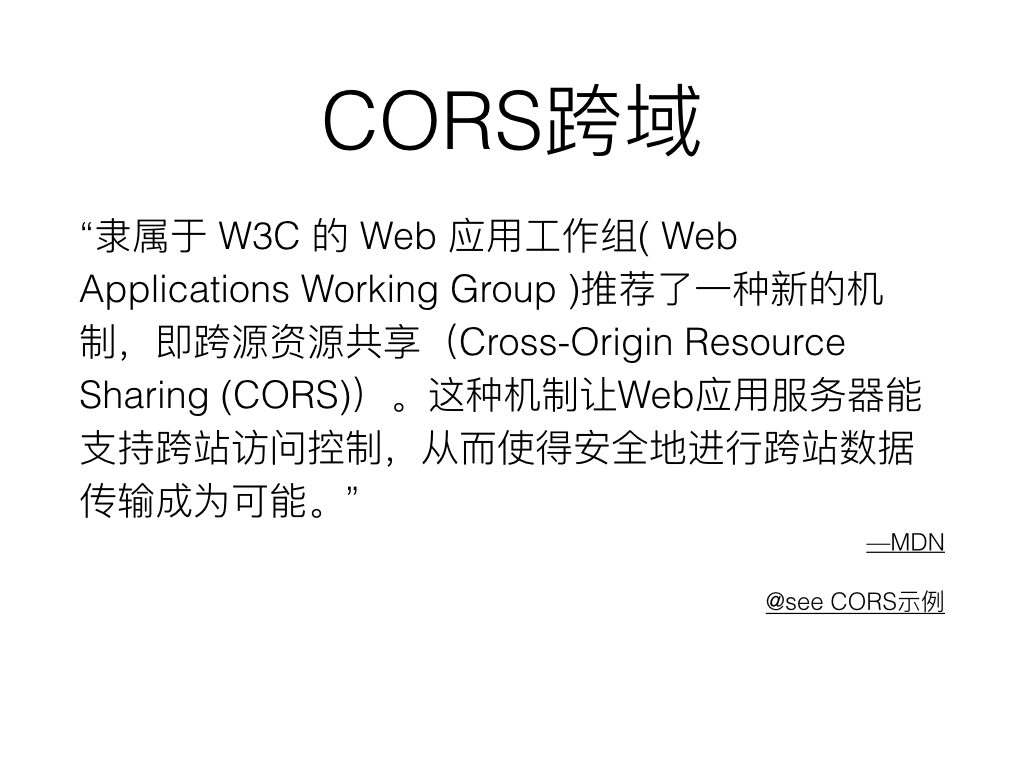 CORS跨域
“隶属于 W3C 的 Web 应用工作组( Web
Applications Working Group )推荐了一种新的机
制，即跨源资源共享（Cross-Origin Resource
Sharing (CORS)）。这种机制让Web应用服务器能
支持跨站访问控制，从而使得安全地进行跨站数据
传输成为可能。”
—MDN
@see CORS示例